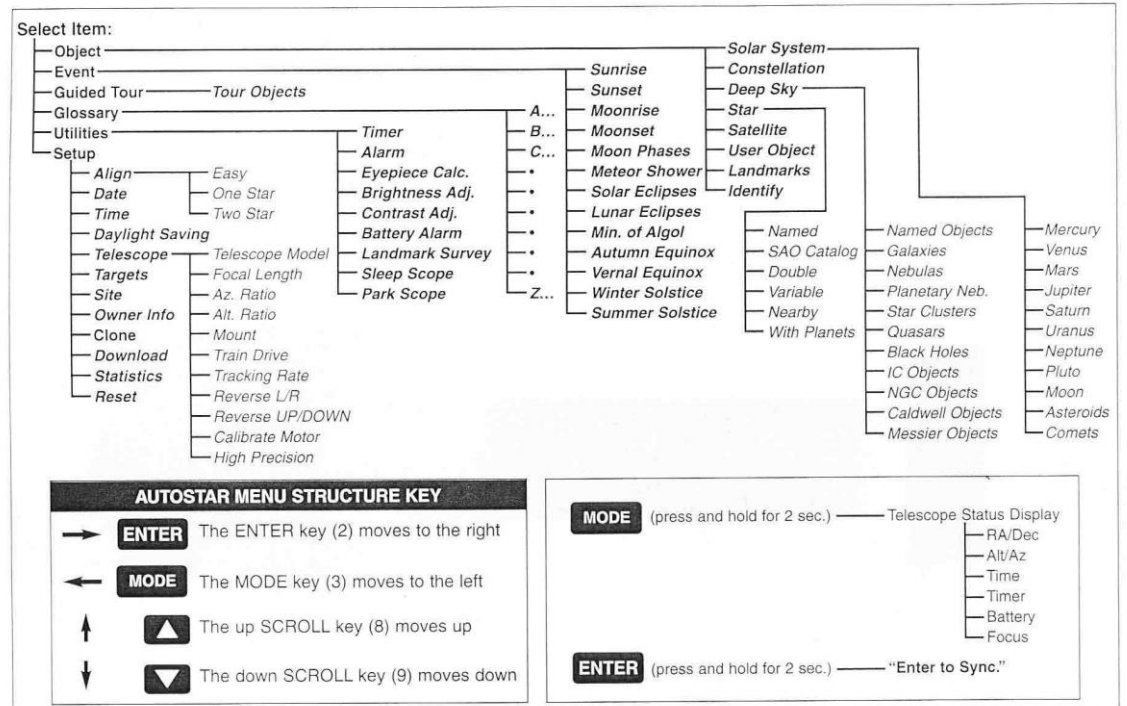 Select Item:
Object
Event
Guided Tour
Tour Objects
Glossary
Utilities
Setup
Align
Date
Time
Daylight Saving
Telescope
Targets
Site
Owner Info
Clone
Download
Statistics
Reset
Easy
One Star
Two Star
Telescope Model
Focal Length
Az. Ratio
Alt. Ratio
Mount
Train Drive
Tracking Rate
Reverse L/R
Reverse UP/DOWN
Calibrate Motor
High Precision
Timer
Alarm
Eyepiece Calc.
Brightness Adj.
Contrast Adj.
Battery Alarm
Landmark Survey
Sleep Scope
Park Scope
A...
B...
C...
•
•
•
•
•
•
Z...
Sunrise
Sunset
Moonrise
Moonset
Moon Phases
Meteor Shower
Solar Eclipses
Lunar Eclipses
Min. of Algol
Autumn Equinox
Vernal Equinox
Winter Solstice
Summer Solstice
Solar System
Constellation
Deep Sky
Star
Satellite
User Object
Landmarks
Identify
Named
SAO Catalog
Double
Variable
Nearby
With Planets
Named Objects
Galaxies
Nebulas
Planetary Neb.
Star Clusters
Quasars
Black Holes
IC Objects
NGC Objects
Caldwell Objects
Messier Objects
Mercury
Venus
Mars
Jupiter
Saturn
Uranus
Neptune
Pluto
Moon
Asteroids
Comets
AUTOSTAR MENU STRUCTURE KEY
ENTER The ENTER key (2) moves to the right
MODE The MODE key (3) moves to the left
The up SCROLL key (8) moves up
The down SCROLL key (9) moves down
MODE (press and hold for 2 sec.) Telescope Status Display
RA/Dec
Alt/Az
Time
Timer
Battery
Focus
ENTER (press and hold for 2 sec.) "Enter to Sync."